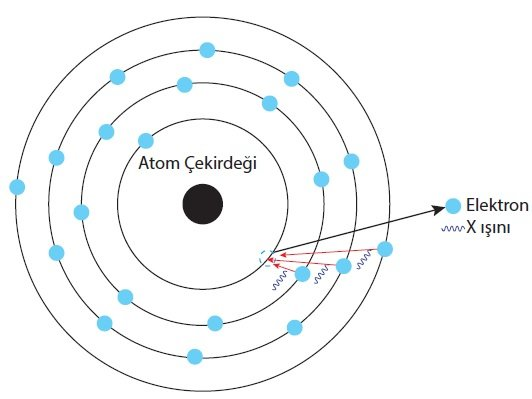 Atom Çekirdeği
Elektron
X ışını